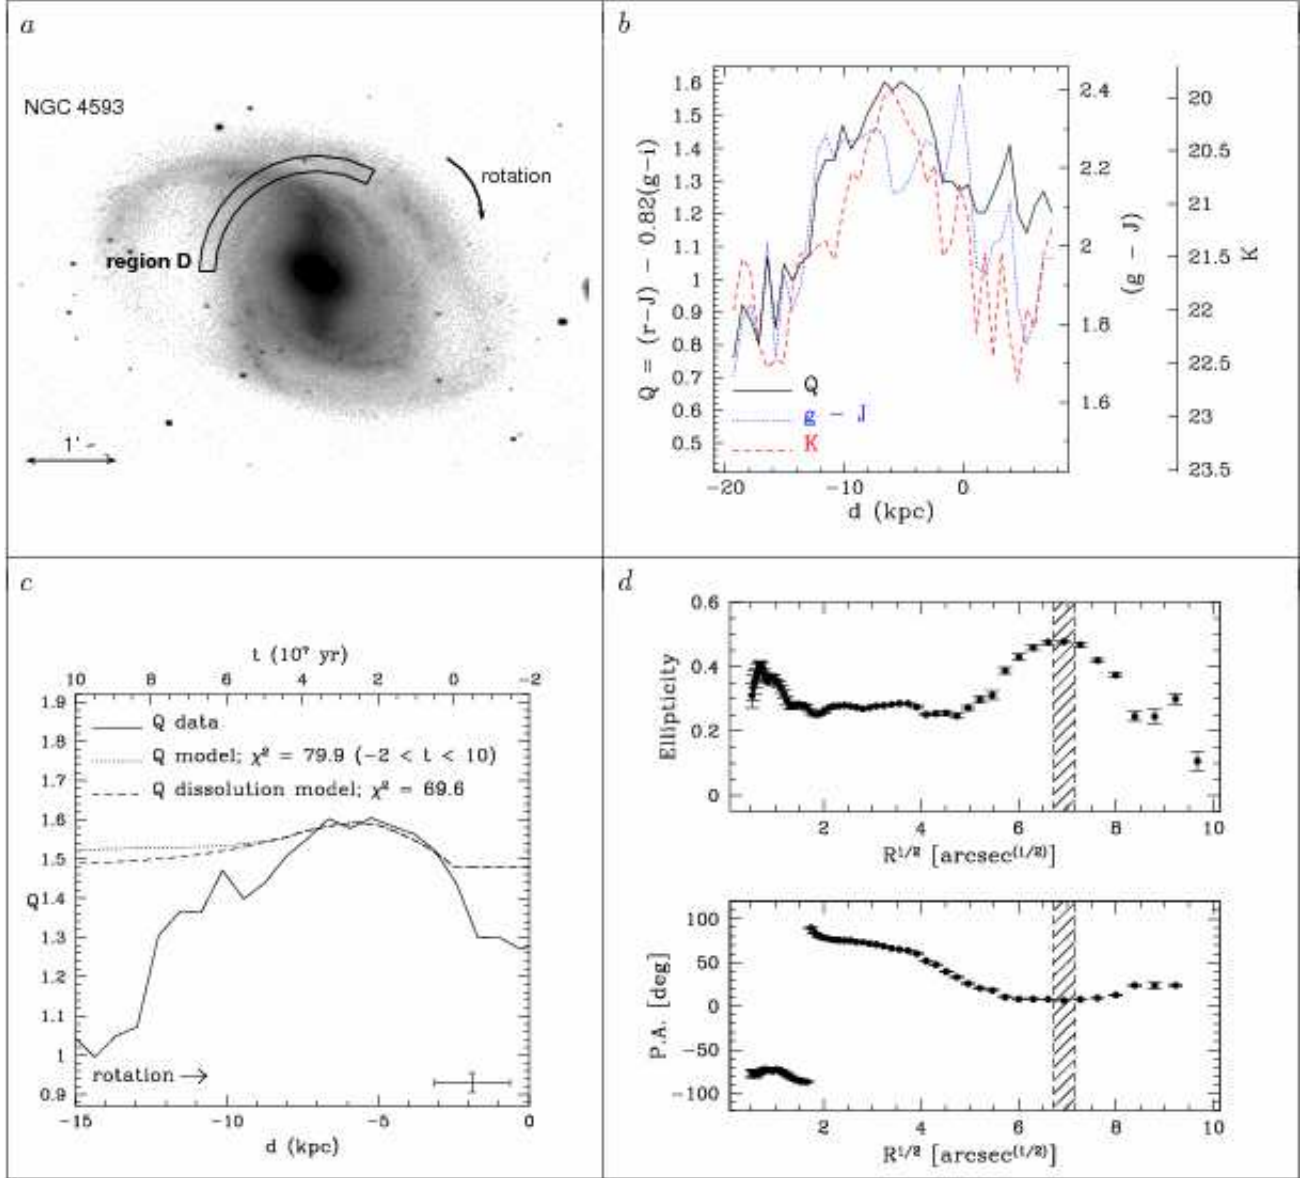 a
NGC 4593
rotation
region D
1'
b
Q = (r-J) - 0.82(g-i)
1.6
1.5
1.4
1.3
1.2
1.1
1
0.9
0.8
0.7
0.6
0.5
Q
g - J
K
-20
-10
0
d (kpc)
2.4
2.2
2
1.8
1.6
(g - J)
20
20.5
21
21.5
22
22.5
23
23.5
K
c
t (10⁷ yr)
10 8 6 4 2 0 -2
1.9
1.8
1.7
1.6
1.5
1.4
1.3
1.2
1.1
1
0.9
Q
Q data
Q model; χ² = 79.9 (-2 < t < 10)
Q dissolution model; χ² = 69.6
rotation
-15 -10 -5 0
d (kpc)
d
Ellipticity
0.6
0.4
0.2
0
2 4 6 8 10
R^1/2 [arcsec^(1/2)]
P.A. [deg]
100
50
0
-50
-100
2 4 6 8 10
R^1/2 [arcsec^(1/2)]